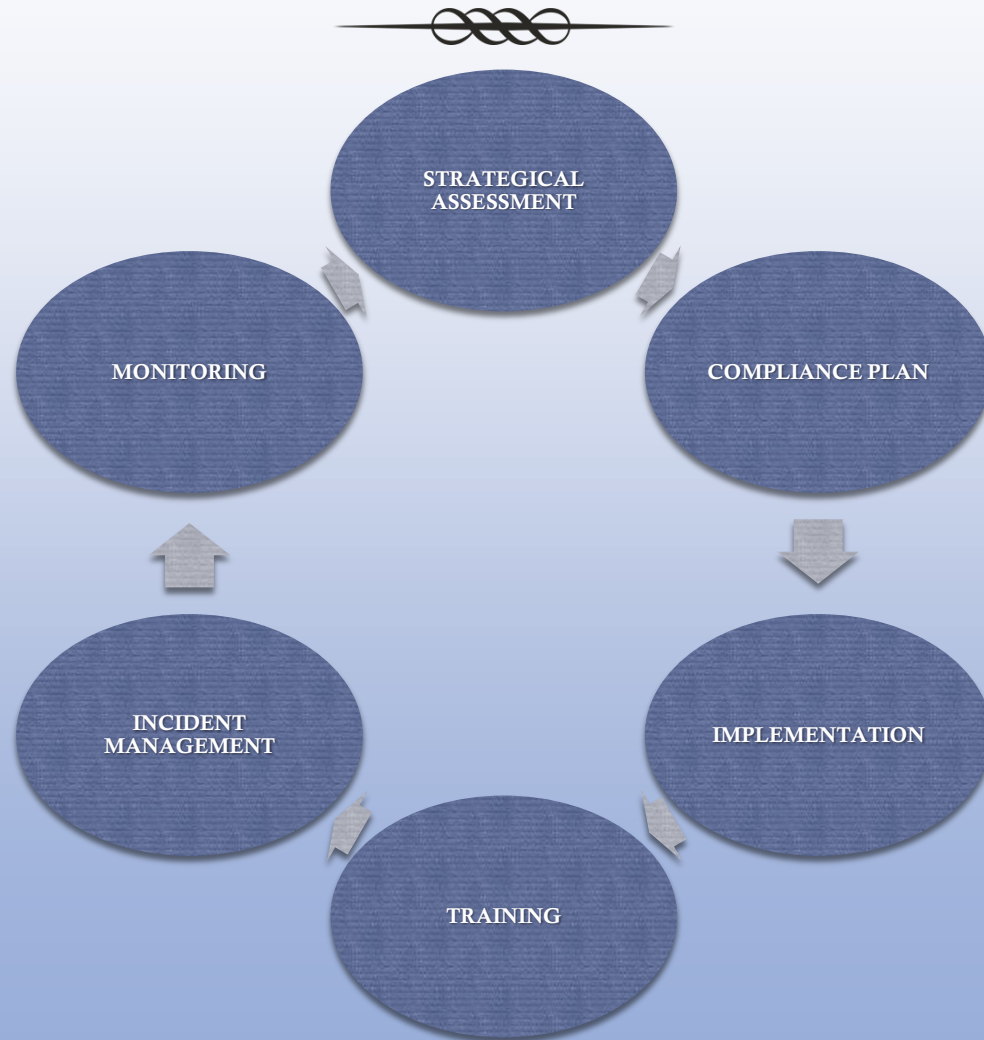 STRATEGICAL
ASSESSMENT
MONITORING
COMPLIANCE PLAN
INCIDENT
MANAGEMENT
IMPLEMENTATION
TRAINING